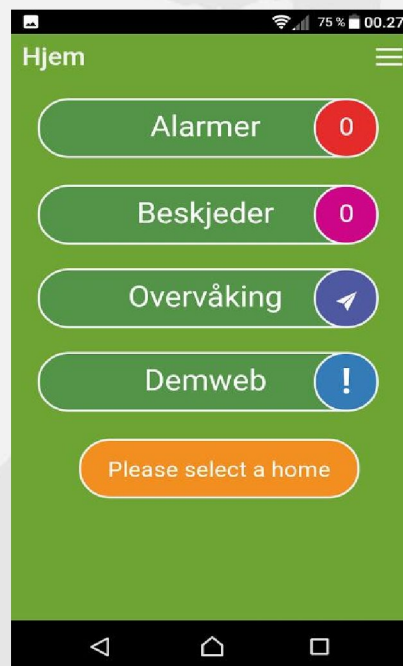 75 % 00.27
Hjem
Alarmer 0
Beskjeder 0
Overvåking
Demweb !
Please select a home